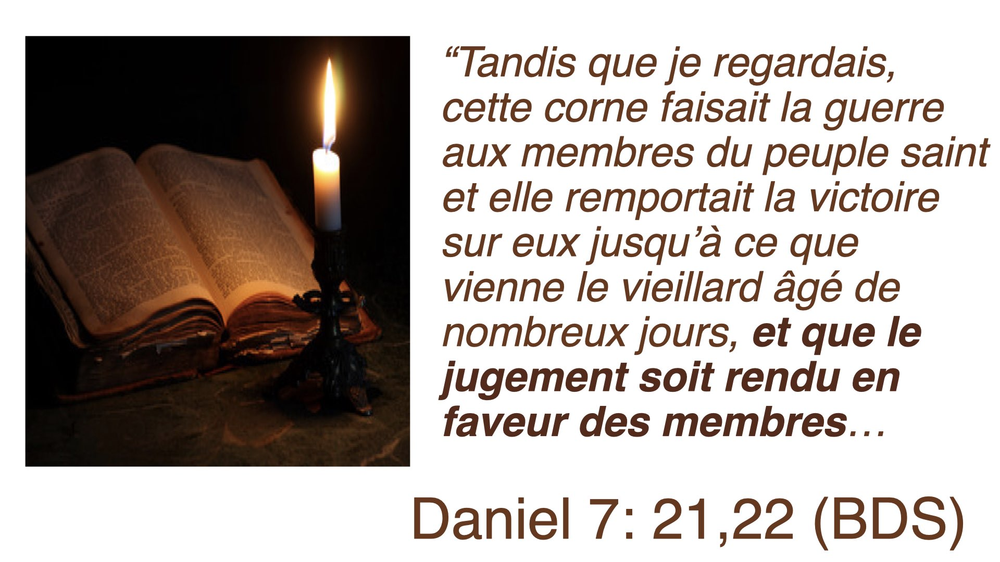 “Tandis que je regardais,
cette corne faisait la guerre
aux membres du peuple saint
et elle remportait la victoire
sur eux jusqu’à ce que
vienne le vieillard âgé de
nombreux jours, et que le
jugement soit rendu en
faveur des membres…
Daniel 7: 21,22 (BDS)